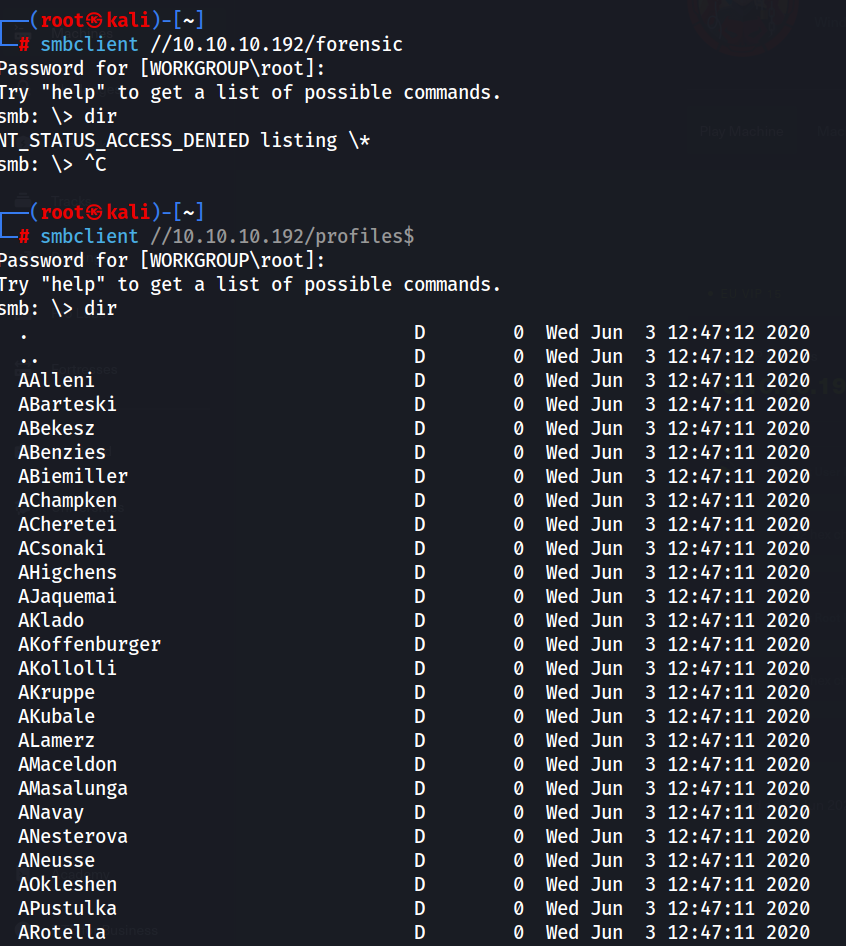 ┌──(root㉿kali)-[~]
└─# smbclient //10.10.10.192/forensic
Password for [WORKGROUP\root]:
Try "help" to get a list of possible commands.
smb: \> dir
NT_STATUS_ACCESS_DENIED listing \*
smb: \> ^C
┌──(root㉿kali)-[~]
└─# smbclient //10.10.10.192/profiles$
Password for [WORKGROUP\root]:
Try "help" to get a list of possible commands.
smb: \> dir
. D 0 Wed Jun 3 12:47:12 2020
.. D 0 Wed Jun 3 12:47:12 2020
AAlleni D 0 Wed Jun 3 12:47:11 2020
ABarteski D 0 Wed Jun 3 12:47:11 2020
ABekesz D 0 Wed Jun 3 12:47:11 2020
ABenzies D 0 Wed Jun 3 12:47:11 2020
ABiemiller D 0 Wed Jun 3 12:47:11 2020
AChampken D 0 Wed Jun 3 12:47:11 2020
ACheretei D 0 Wed Jun 3 12:47:11 2020
ACsonaki D 0 Wed Jun 3 12:47:11 2020
AHigchens D 0 Wed Jun 3 12:47:11 2020
AJaquemai D 0 Wed Jun 3 12:47:11 2020
AKlado D 0 Wed Jun 3 12:47:11 2020
AKoffenburger D 0 Wed Jun 3 12:47:11 2020
AKollolli D 0 Wed Jun 3 12:47:11 2020
AKruppe D 0 Wed Jun 3 12:47:11 2020
AKubale D 0 Wed Jun 3 12:47:11 2020
ALamerz D 0 Wed Jun 3 12:47:11 2020
AMaceldon D 0 Wed Jun 3 12:47:11 2020
AMasalunga D 0 Wed Jun 3 12:47:11 2020
ANavay D 0 Wed Jun 3 12:47:11 2020
ANesterova D 0 Wed Jun 3 12:47:11 2020
ANeusse D 0 Wed Jun 3 12:47:11 2020
AOkleshen D 0 Wed Jun 3 12:47:11 2020
APustulka D 0 Wed Jun 3 12:47:11 2020
ARotella D 0 Wed Jun 3 12:47:11 2020